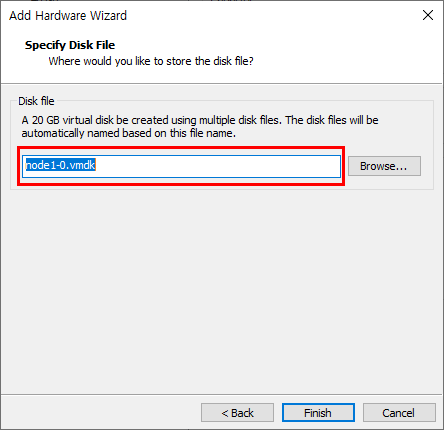 Add Hardware Wizard
Specify Disk File
Where would you like to store the disk file?
Disk file
A 20 GB virtual disk be created using multiple disk files. The disk files will be
automatically named based on this file name.
node1-0.vmdk
Browse...
< Back
Finish
Cancel